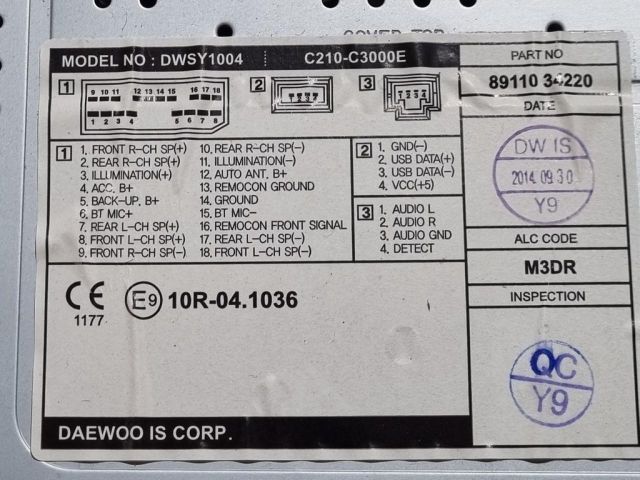 COVER TOP
MODEL NO : DWSY1004 C210-C3000E
PART NO
89110 34220
DATE
DW IS
2014. 09. 30
Y9
ALC CODE
M3DR
INSPECTION
QC
Y9
1 2 3
9 10 12 13 14 15 16 17 18
1 2 3 4 5 6 7 8
1
1. FRONT R-CH SP(+)
2. REAR R-CH SP(+)
3. ILLUMINATION(+)
4. ACC. B+
5. BACK-UP. B+
6. BT MIC+
7. REAR L-CH SP(+)
8. FRONT L-CH SP(+)
9. FRONT R-CH SP(-)
10. REAR R-CH SP(-)
11. ILLUMINATION(-)
12. AUTO ANT. B+
13. REMOCON GROUND
14. GROUND
15. BT MIC-
16. REMOCON FRONT SIGNAL
17. REAR L-CH SP(-)
18. FRONT L-CH SP(-)
2
1. GND(-)
2. USB DATA(+)
3. USB DATA(-)
4. VCC(+5)
3
1. AUDIO L
2. AUDIO R
3. AUDIO GND
4. DETECT
CE
1177
E9 10R-04.1036
DAEWOO IS CORP.